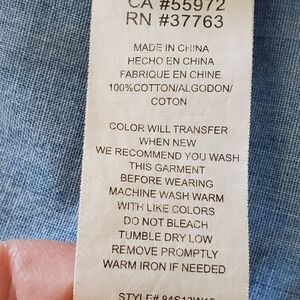 CA #55972
RN #37763
MADE IN CHINA
HECHO EN CHINA
FABRIQUE EN CHINE
100%COTTON/ALGODON/
COTON
COLOR WILL TRANSFER
WHEN NEW
WE RECOMMEND YOU WASH
THIS GARMENT
BEFORE WEARING
MACHINE WASH WARM
WITH LIKE COLORS
DO NOT BLEACH
TUMBLE DRY LOW
REMOVE PROMPTLY
WARM IRON IF NEEDED
STYLE# 84S13W15